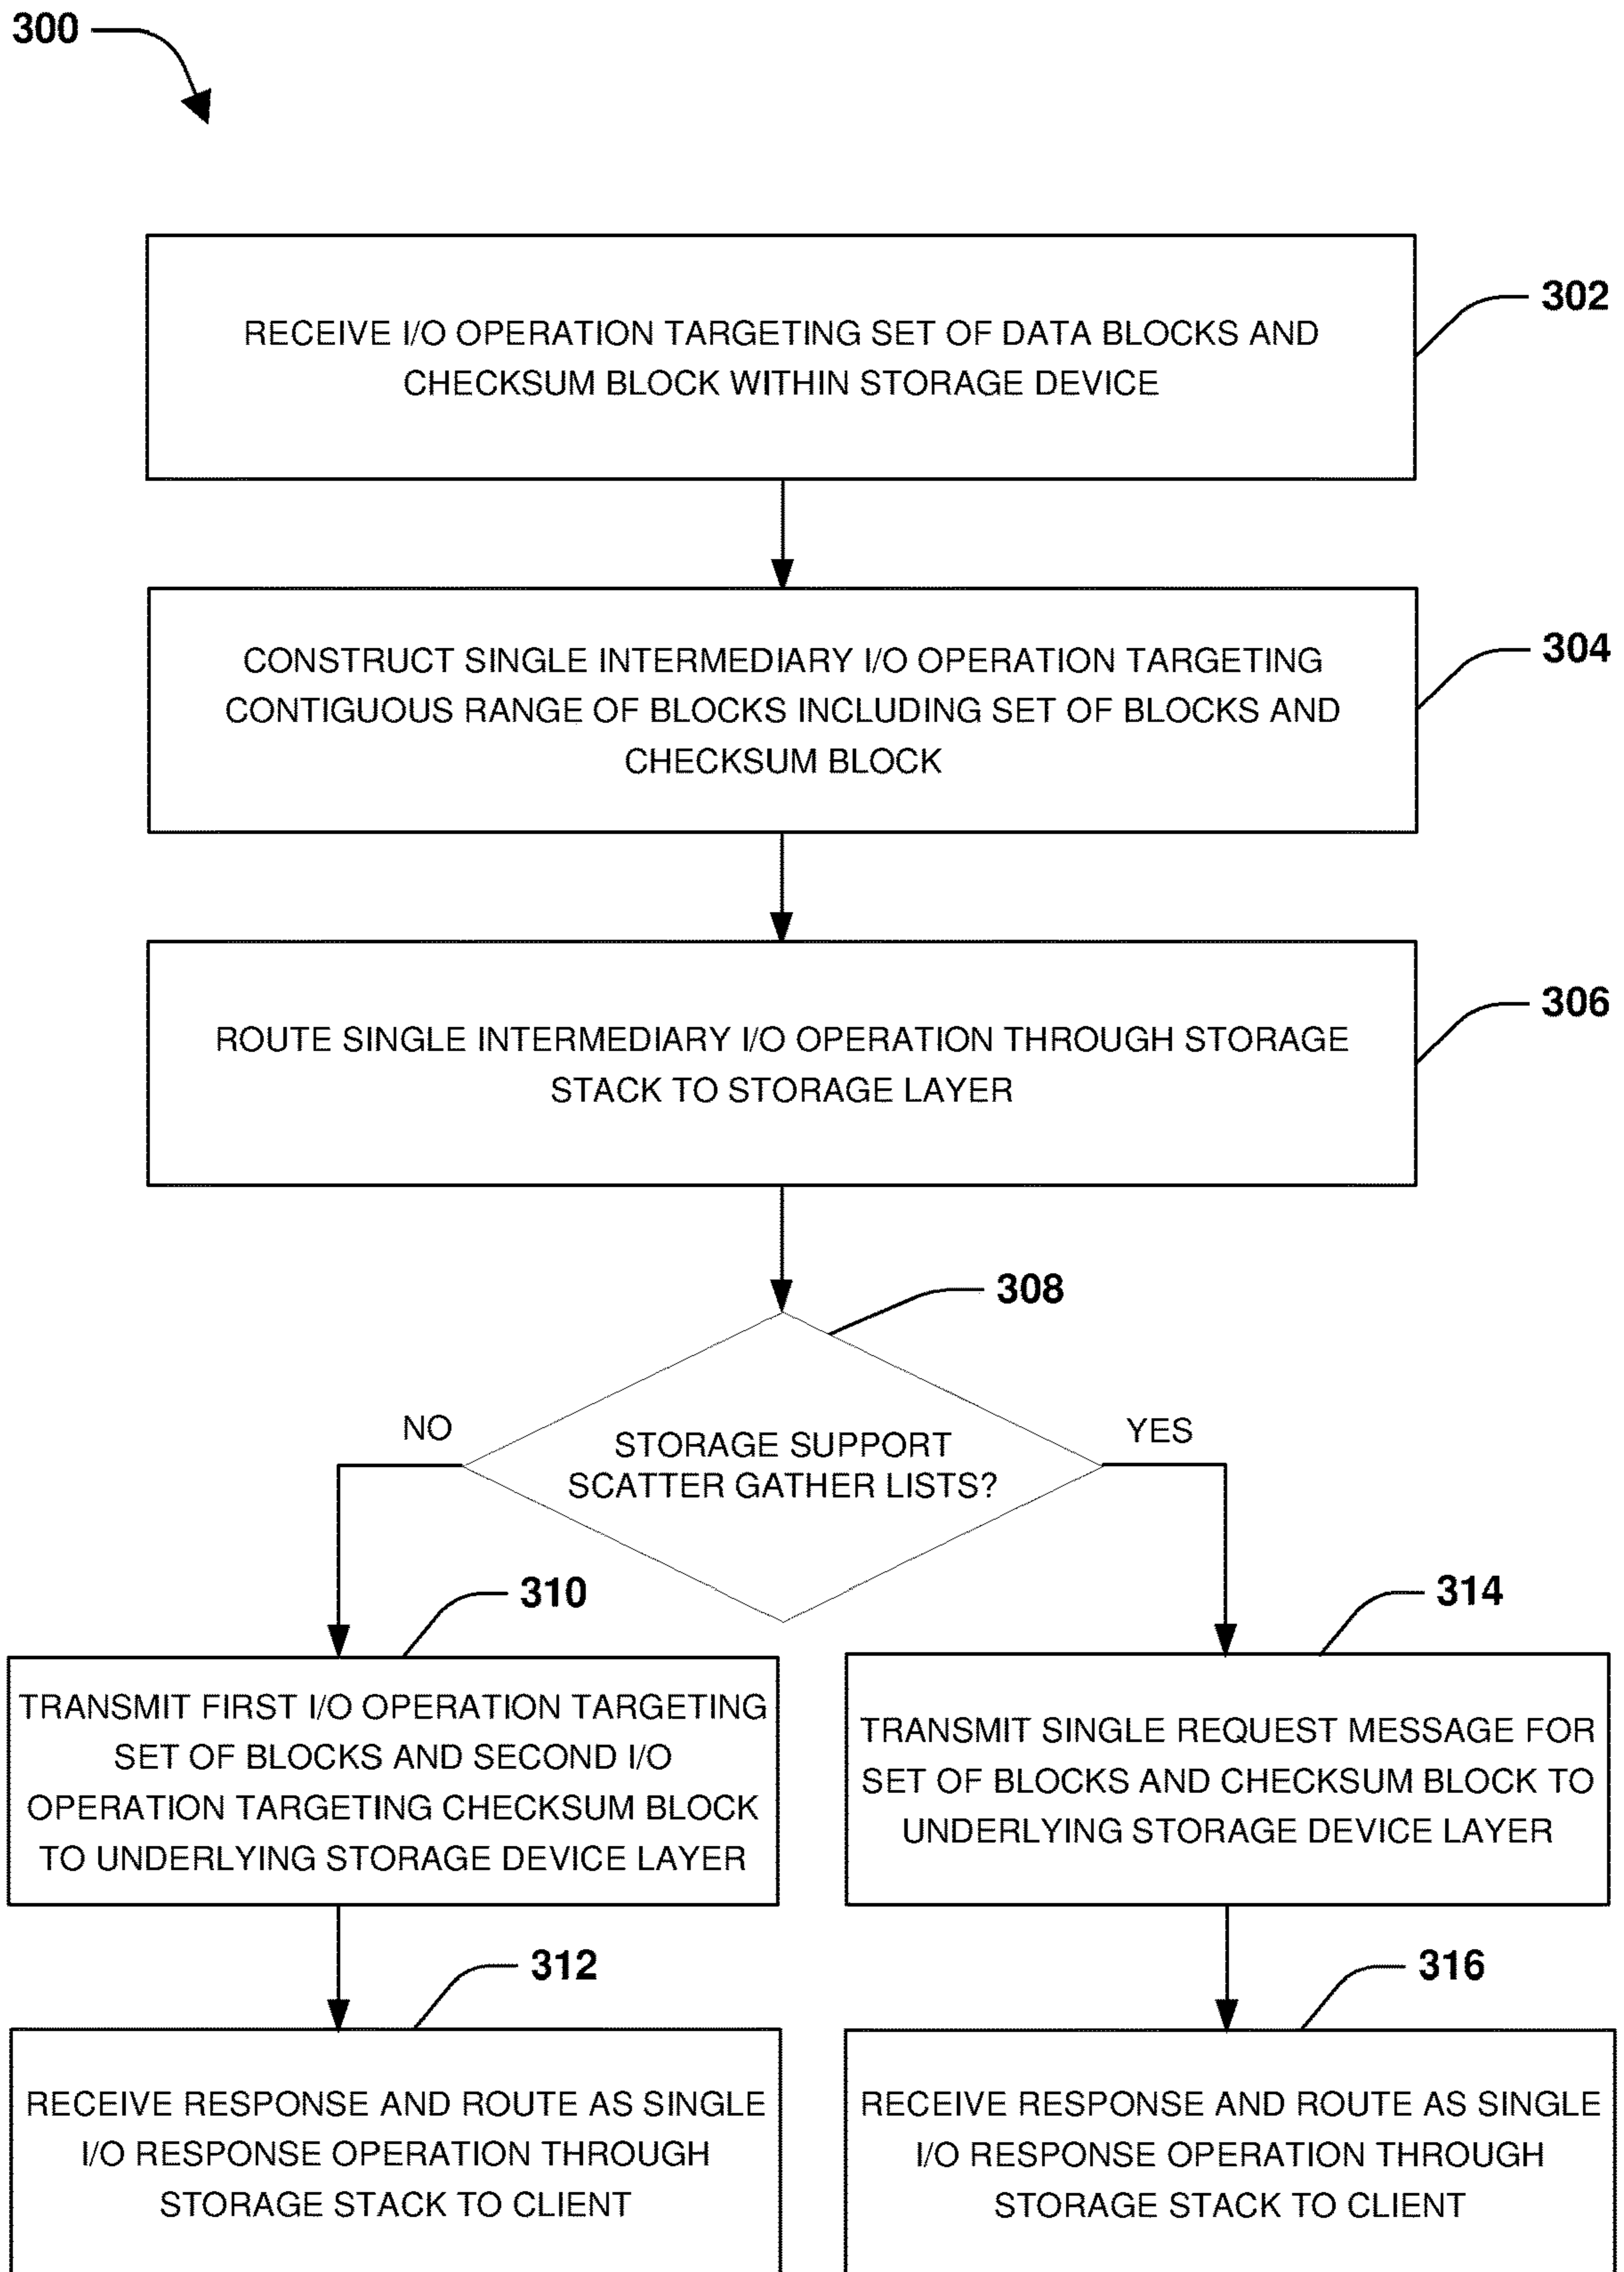 300
302
RECEIVE I/O OPERATION TARGETING SET OF DATA BLOCKS AND
CHECKSUM BLOCK WITHIN STORAGE DEVICE
304
CONSTRUCT SINGLE INTERMEDIARY I/O OPERATION TARGETING
CONTIGUOUS RANGE OF BLOCKS INCLUDING SET OF BLOCKS AND
CHECKSUM BLOCK
306
ROUTE SINGLE INTERMEDIARY I/O OPERATION THROUGH STORAGE
STACK TO STORAGE LAYER
308
NO
YES
STORAGE SUPPORT
SCATTER GATHER LISTS?
310
TRANSMIT FIRST I/O OPERATION TARGETING
SET OF BLOCKS AND SECOND I/O
OPERATION TARGETING CHECKSUM BLOCK
TO UNDERLYING STORAGE DEVICE LAYER
314
TRANSMIT SINGLE REQUEST MESSAGE FOR
SET OF BLOCKS AND CHECKSUM BLOCK TO
UNDERLYING STORAGE DEVICE LAYER
312
RECEIVE RESPONSE AND ROUTE AS SINGLE
I/O RESPONSE OPERATION THROUGH
STORAGE STACK TO CLIENT
316
RECEIVE RESPONSE AND ROUTE AS SINGLE
I/O RESPONSE OPERATION THROUGH
STORAGE STACK TO CLIENT